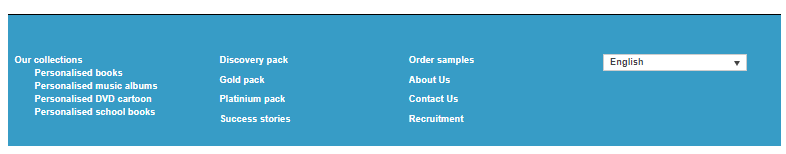 Our collections
Personalised books
Personalised music albums
Personalised DVD cartoon
Personalised school books
Discovery pack
Gold pack
Platinium pack
Success stories
Order samples
About Us
Contact Us
Recruitment
English